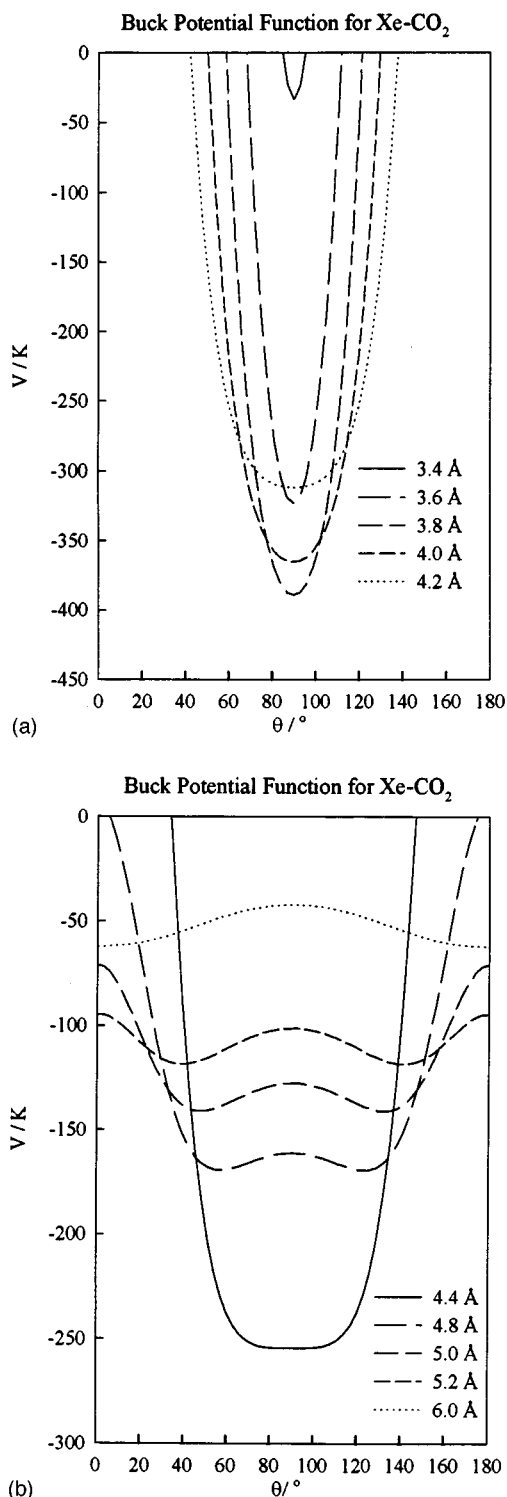 Buck Potential Function for Xe-CO₂
0
-50
-100
-150
-200
-250
-300
-350
-400
-450
V / K
3.4 Å
3.6 Å
3.8 Å
4.0 Å
4.2 Å
0 20 40 60 80 100 120 140 160 180
θ / °
(a)
Buck Potential Function for Xe-CO₂
0
-50
-100
-150
-200
-250
-300
V / K
4.4 Å
4.8 Å
5.0 Å
5.2 Å
6.0 Å
0 20 40 60 80 100 120 140 160 180
θ/ °
(b)